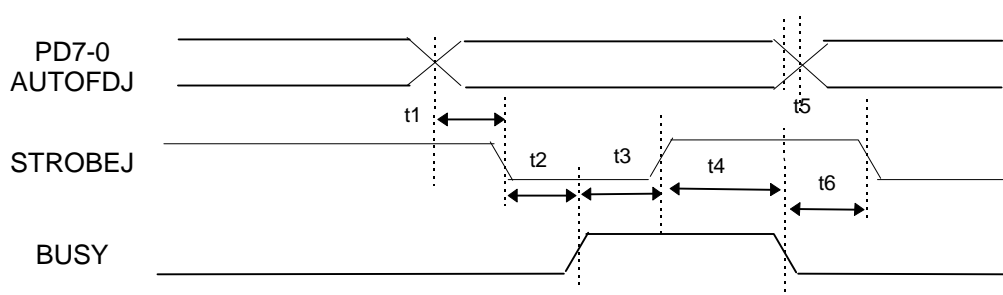 PD7-0
AUTOFDJ
t1
t5
STROBEJ
t2
t3
t4
t6
BUSY